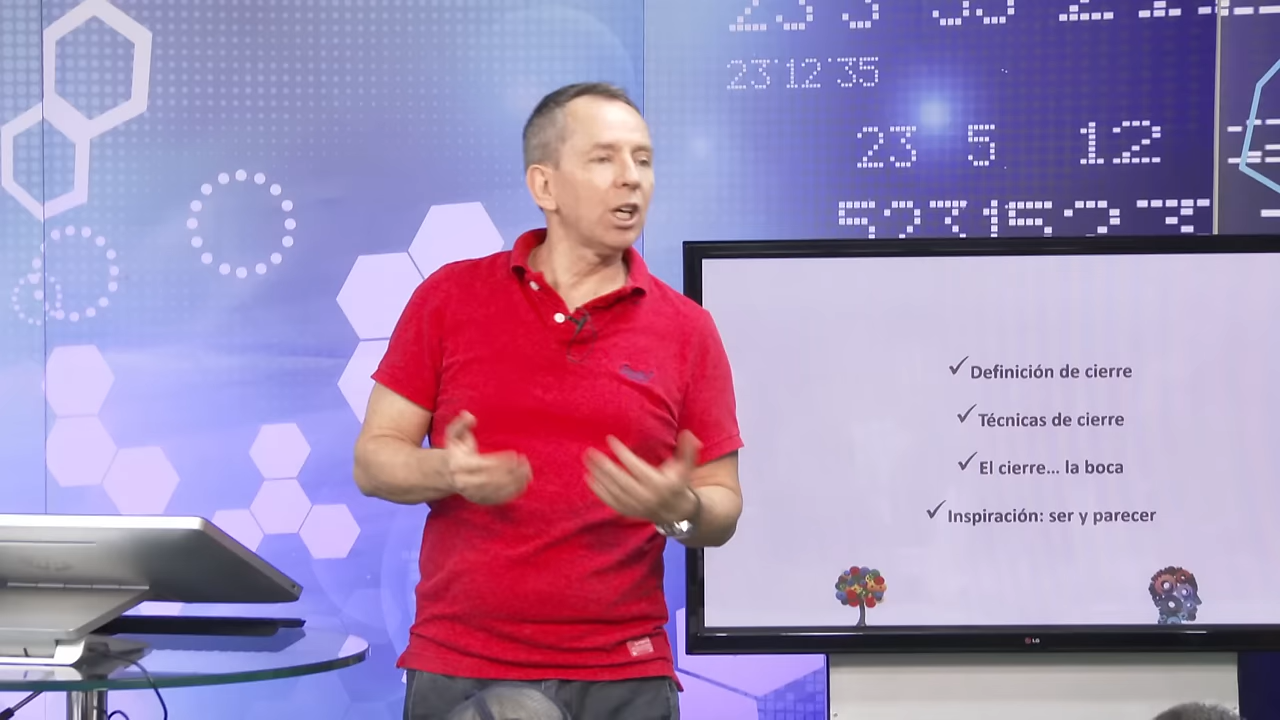 23:12:35
23 5 12
✓ Definición de cierre
✓ Técnicas de cierre
✓ El cierre... la boca
✓ Inspiración: ser y parecer
LG